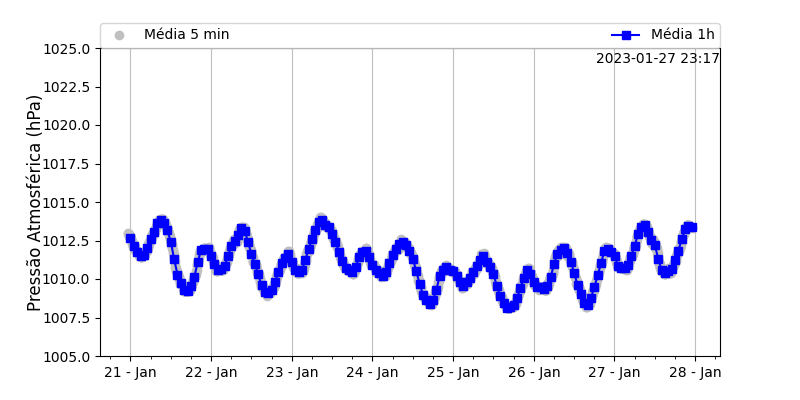 Média 5 min
Média 1h
2023-01-27 23:17
Pressão Atmosférica (hPa)
1025.0
1022.5
1020.0
1017.5
1015.0
1012.5
1010.0
1007.5
1005.0
21 - Jan
22 - Jan
23 - Jan
24 - Jan
25 - Jan
26 - Jan
27 - Jan
28 - Jan